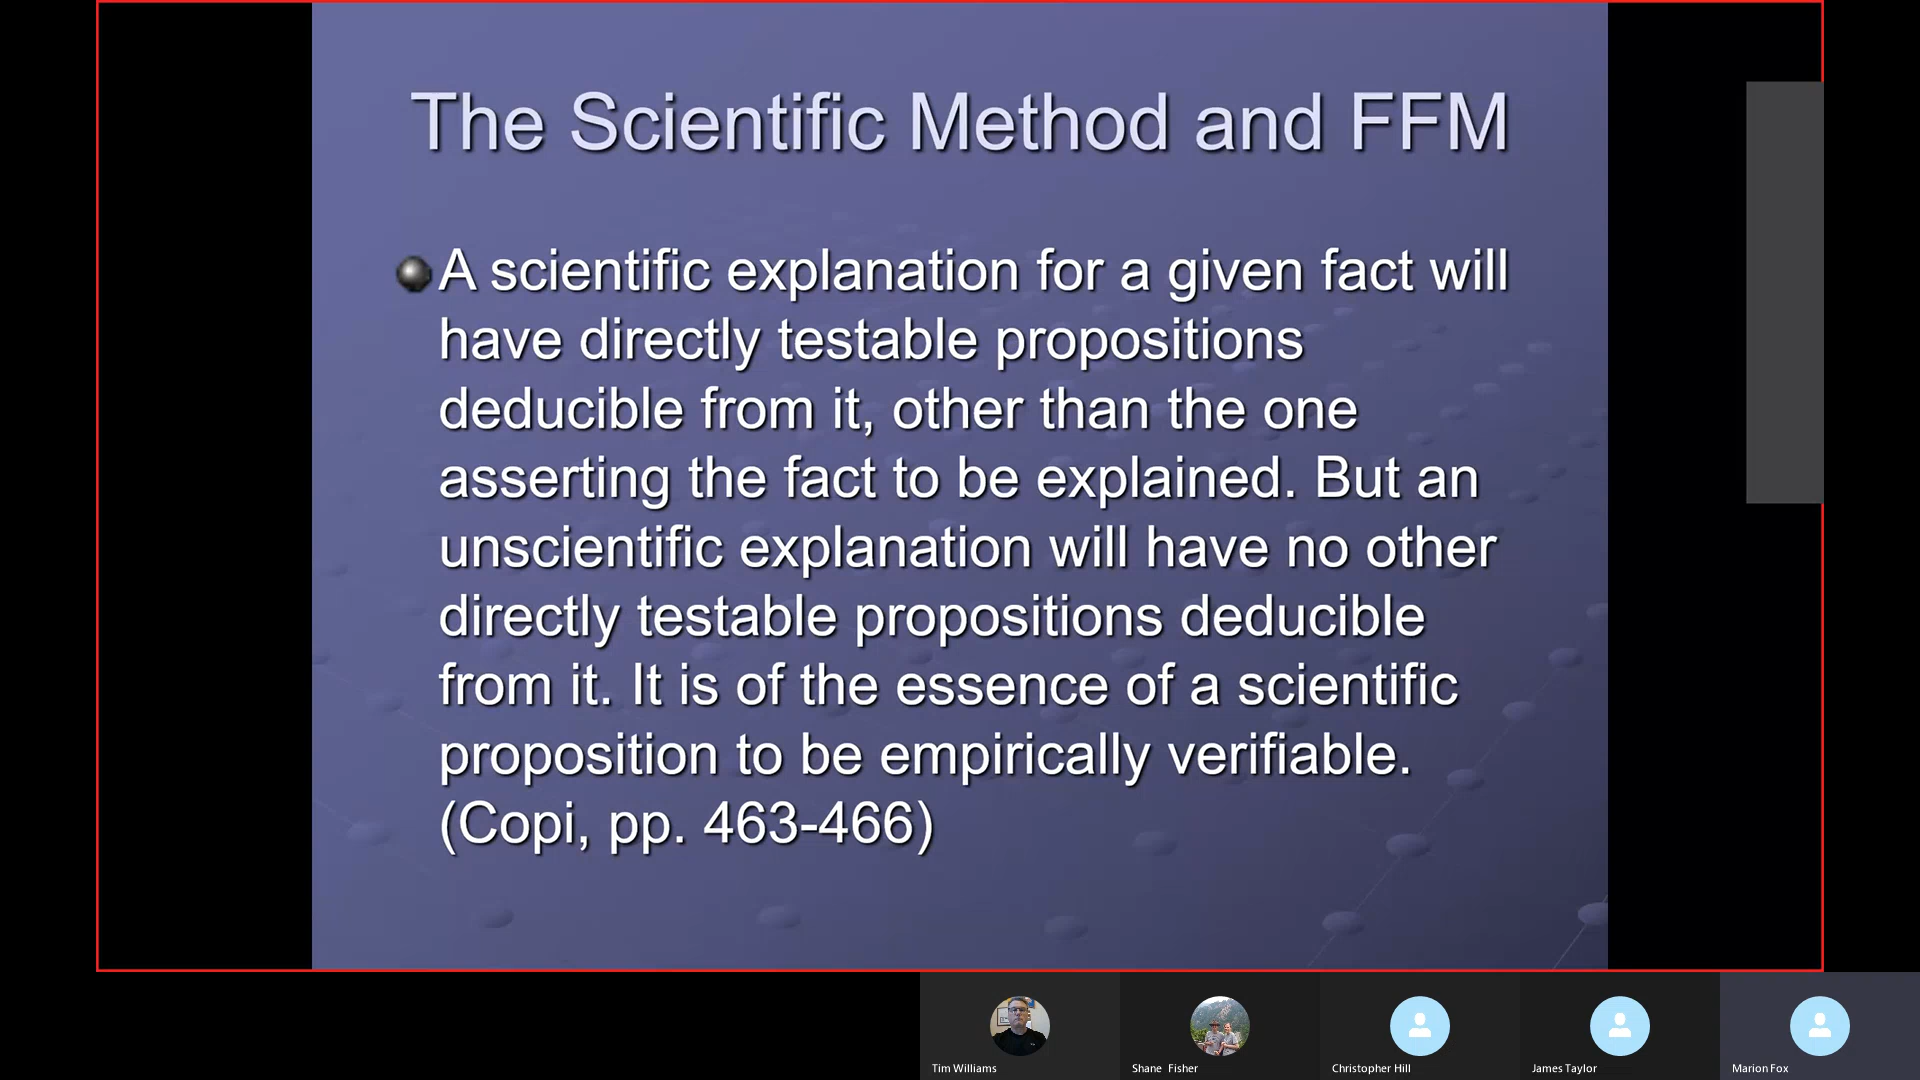 The Scientific Method and FFM
A scientific explanation for a given fact will
have directly testable propositions
deducible from it, other than the one
asserting the fact to be explained. But an
unscientific explanation will have no other
directly testable propositions deducible
from it. It is of the essence of a scientific
proposition to be empirically verifiable.
(Copi, pp. 463-466)
Tim Williams
Shane Fisher
Christopher Hill
James Taylor
Marion Fox